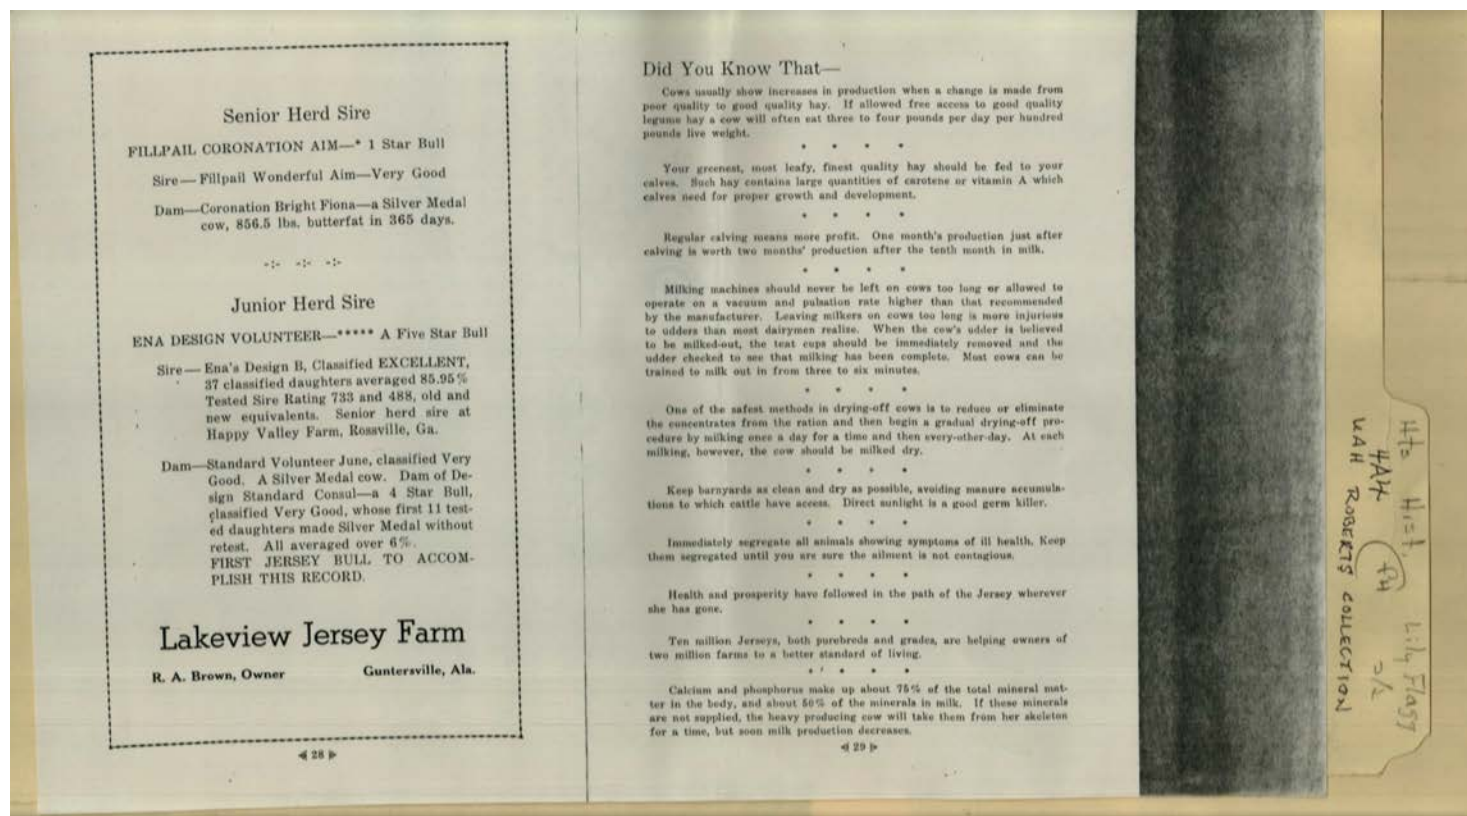 Senior Herd Sire
FILLPAIL CORONATION AIM—* 1 Star Bull
Sire—Fillpail Wonderful Aim—Very Good
Dam—Coronation Bright Fiona—a Silver Medal
cow, 856.5 lbs. butterfat in 365 days.
-:- -:- -:-
Junior Herd Sire
ENA DESIGN VOLUNTEER—***** A Five Star Bull
Sire—Ena's Design B, Classified EXCELLENT,
37 classified daughters averaged 85.95%
Tested Sire Rating 733 and 488, old and
new equivalents. Senior herd sire at
Happy Valley Farm, Rossville, Ga.
Dam—Standard Volunteer June, classified Very
Good. A Silver Medal cow. Dam of De-
sign Standard Consul—a 4 Star Bull,
classified Very Good, whose first 11 test-
ed daughters made Silver Medal without
retest. All averaged over 6%.
FIRST JERSEY BULL TO ACCOM-
PLISH THIS RECORD.
Lakeview Jersey Farm
R. A. Brown, Owner Guntersville, Ala.
28
Did You Know That—
Cows usually show increases in production when a change is made from
poor quality to good quality hay. If allowed free access to good quality
legume hay a cow will often eat three to four pounds per day per hundred
pounds live weight.
* * * *
Your greenest, most leafy, finest quality hay should be fed to your
calves. Such hay contains large quantities of carotene or vitamin A which
calves need for proper growth and development.
* * * *
Regular calving means more profit. One month's production just after
calving is worth two months' production after the tenth month in milk.
* * * *
Milking machines should never be left on cows too long or allowed to
operate on a vacuum and pulsation rate higher than that recommended
by the manufacturer. Leaving milkers on cows too long is more injurious
to udders than most dairymen realize. When the cow's udder is believed
to be milked-out, the teat cups should be immediately removed and the
udder checked to see that milking has been complete. Most cows can be
trained to milk out in from three to six minutes.
* * * *
One of the safest methods in drying-off cows is to reduce or eliminate
the concentrates from the ration and then begin a gradual drying-off pro-
cedure by milking once a day for a time and then every-other-day. At each
milking, however, the cow should be milked dry.
* * * *
Keep barnyards as clean and dry as possible, avoiding manure accumula-
tions to which cattle have access. Direct sunlight is a good germ killer.
* * * *
Immediately segregate all animals showing symptoms of ill health. Keep
them segregated until you are sure the ailment is not contagious.
* * * *
Health and prosperity have followed in the path of the Jersey wherever
she has gone.
* * * *
Ten million Jerseys, both purebreds and grades, are helping owners of
two million farms to a better standard of living.
* * * *
Calcium and phosphorus make up about 75% of the total mineral mat-
ter in the body, and about 50% of the minerals in milk. If these minerals
are not supplied, the heavy producing cow will take them from her skeleton
for a time, but soon milk production decreases.
29
Hts Hist. Lily Flagg
UAH ROBERTS COLLECTION